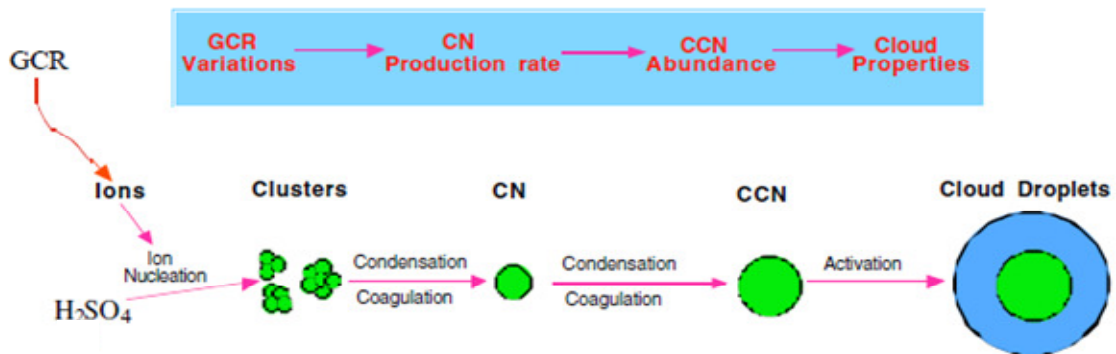 GCR Variations
CN Production rate
CCN Abundance
Cloud Properties
GCR
Ions
Clusters
CN
CCN
Cloud Droplets
Ion
Nucleation
Condensation
Coagulation
Condensation
Coagulation
Activation
H₂SO₄